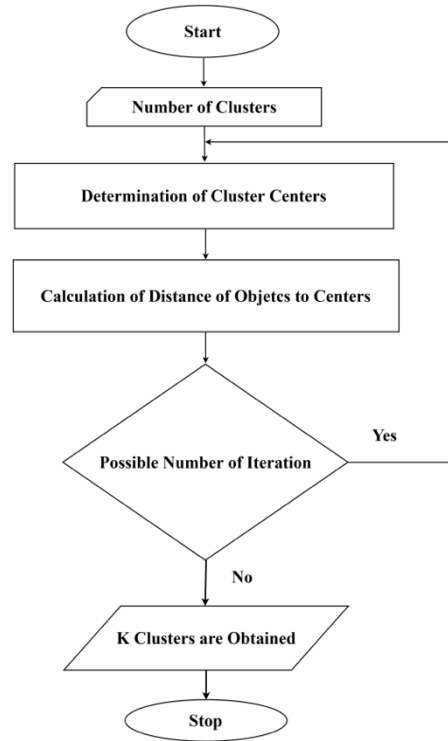 Start
Number of Clusters
Determination of Cluster Centers
Calculation of Distance of Objetcs to Centers
Possible Number of Iteration
Yes
No
K Clusters are Obtained
Stop